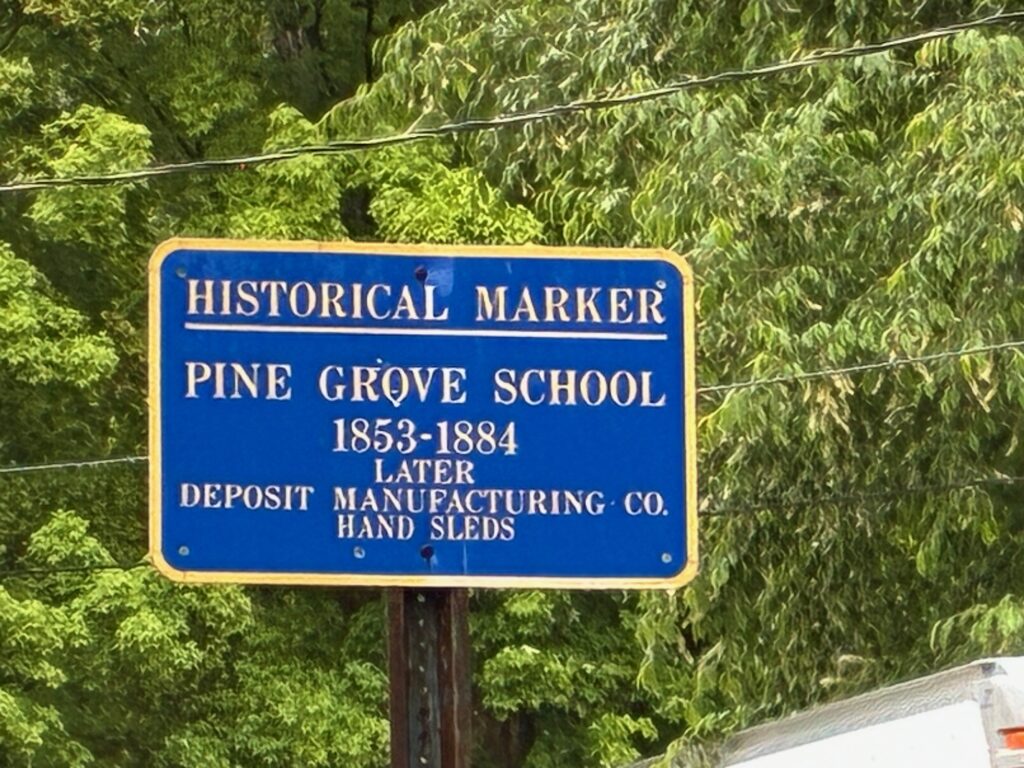 HISTORICAL MARKER
PINE GROVE SCHOOL
1853-1884
LATER
DEPOSIT MANUFACTURING CO.
HAND SLEDS